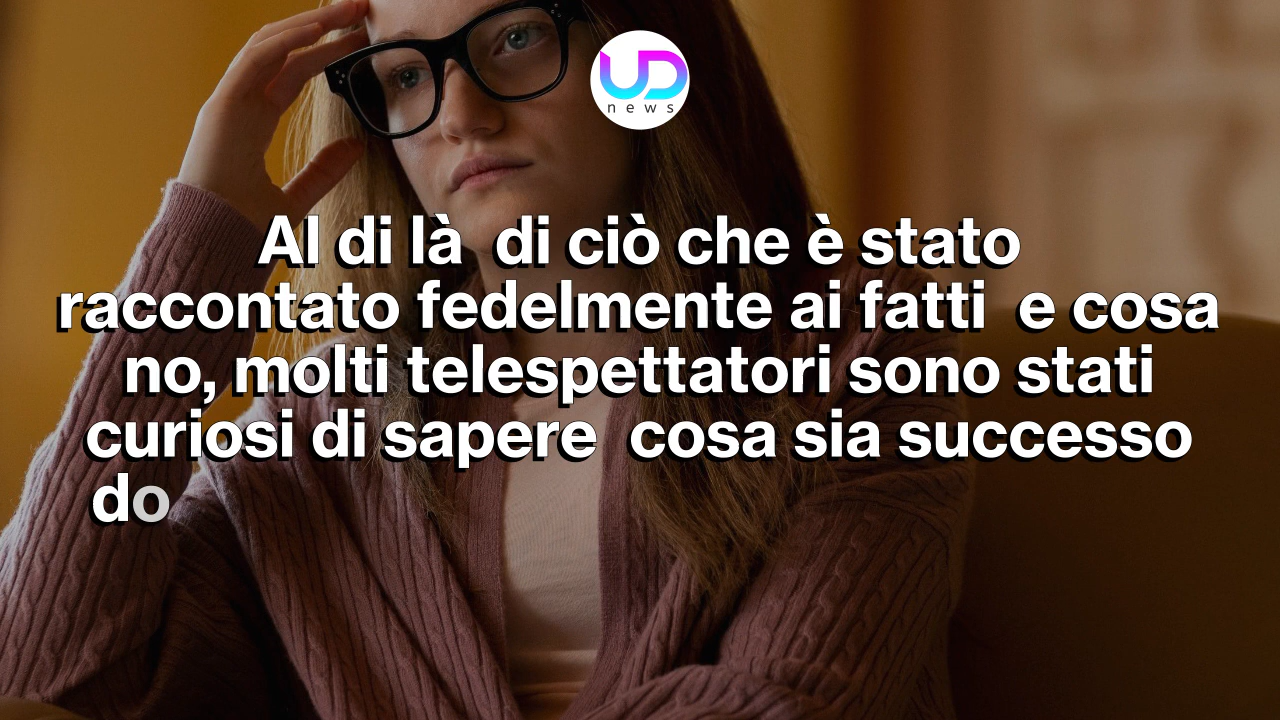 UD
news
Al di là di ciò che è stato
raccontato fedelmente ai fatti e cosa
no, molti telespettatori sono stati
curiosi di sapere cosa sia successo
do